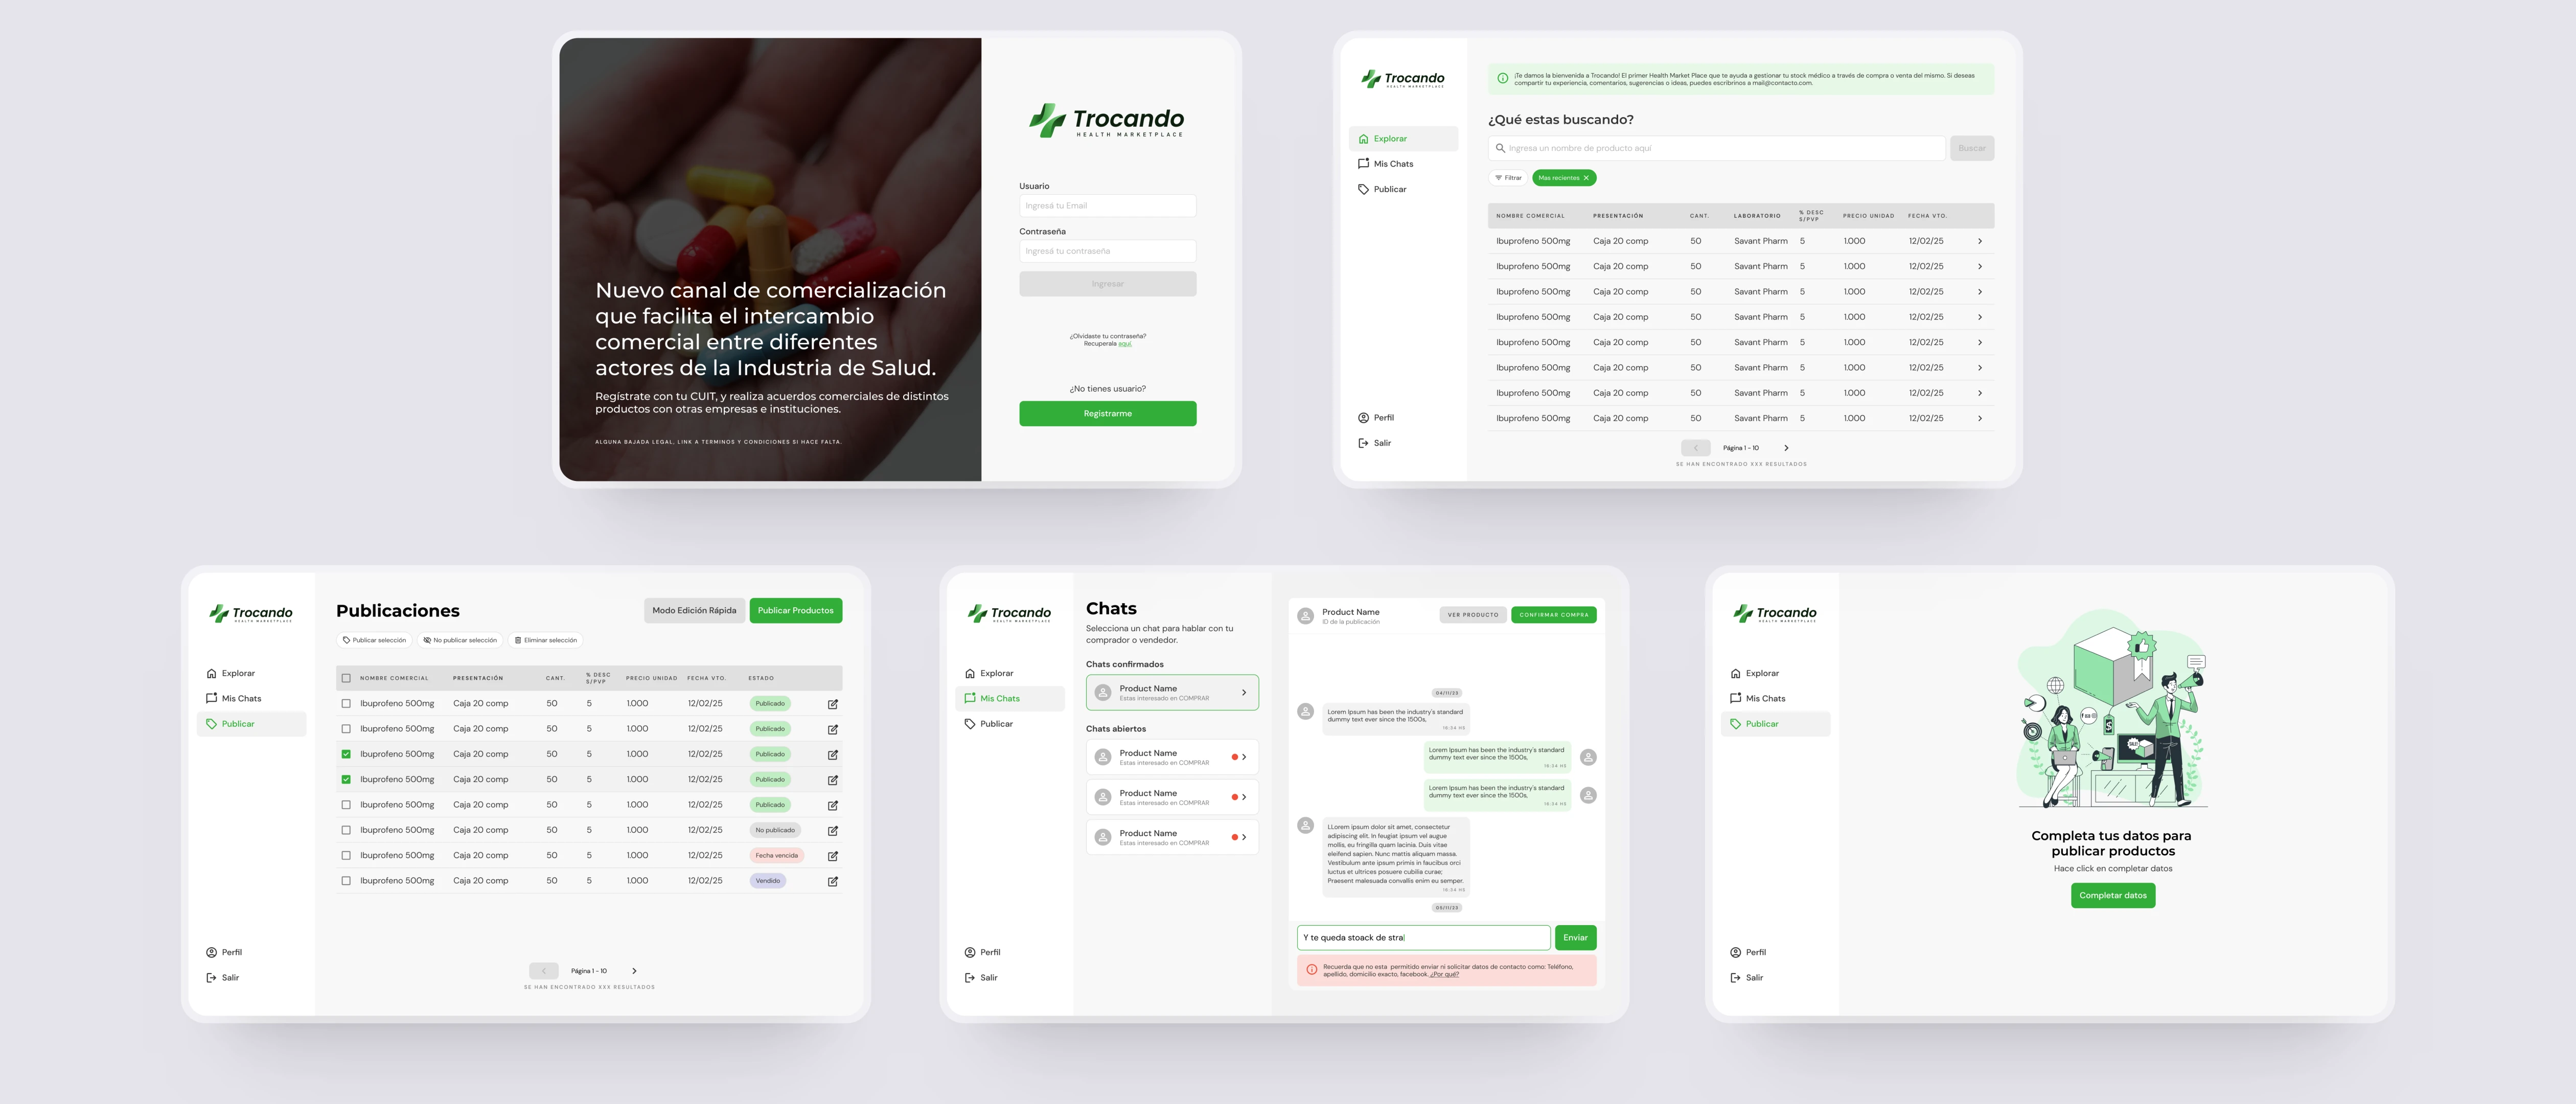 Nuevo canal de comercialización
que facilita el intercambio
comercial entre diferentes
actores de la Industria de Salud.
Regístrate con tu CUIT, y realiza acuerdos comerciales de distintos
productos con otras empresas e instituciones.
ALGUNA BAJADA LEGAL, LINK A TERMINOS Y CONDICIONES SI HACE FALTA.
Trocando
HEALTH MARKETPLACE
Usuario
Ingresá tu Email
Contraseña
Ingresá tu contraseña
Ingresar
¿Olvidaste tu contraseña?
Recuperala aquí.
¿No tienes usuario?
Registrarme
Trocando
HEALTH MARKETPLACE
Explorar
Mis Chats
Publicar
Perfil
Salir
¡Te damos la bienvenida a Trocando! El primer Health Market Place que te ayuda a gestionar tu stock médico a través de compra o venta del mismo. Si deseas
compartir tu experiencia, comentarios, sugerencias o ideas, puedes escribrinos a mail@contacto.com.
¿Qué estas buscando?
Ingresa un nombre de producto aquí
Buscar
Filtrar
Mas recientes
NOMBRE COMERCIAL PRESENTACIÓN CANT. LABORATORIO % DESC S/PVP PRECIO UNIDAD FECHA VTO.
Ibuprofeno 500mg Caja 20 comp 50 Savant Pharm 5 1.000 12/02/25
Ibuprofeno 500mg Caja 20 comp 50 Savant Pharm 5 1.000 12/02/25
Ibuprofeno 500mg Caja 20 comp 50 Savant Pharm 5 1.000 12/02/25
Ibuprofeno 500mg Caja 20 comp 50 Savant Pharm 5 1.000 12/02/25
Ibuprofeno 500mg Caja 20 comp 50 Savant Pharm 5 1.000 12/02/25
Ibuprofeno 500mg Caja 20 comp 50 Savant Pharm 5 1.000 12/02/25
Ibuprofeno 500mg Caja 20 comp 50 Savant Pharm 5 1.000 12/02/25
Ibuprofeno 500mg Caja 20 comp 50 Savant Pharm 5 1.000 12/02/25
Página 1 - 10
SE HAN ENCONTRADO XXX RESULTADOS
Trocando
HEALTH MARKETPLACE
Explorar
Mis Chats
Publicar
Perfil
Salir
Publicaciones
Modo Edición Rápida
Publicar Productos
Publicar selección
No publicar selección
Eliminar selección
NOMBRE COMERCIAL PRESENTACIÓN CANT. % DESC S/PVP PRECIO UNIDAD FECHA VTO. ESTADO
Ibuprofeno 500mg Caja 20 comp 50 5 1.000 12/02/25 Publicado
Ibuprofeno 500mg Caja 20 comp 50 5 1.000 12/02/25 Publicado
Ibuprofeno 500mg Caja 20 comp 50 5 1.000 12/02/25 Publicado
Ibuprofeno 500mg Caja 20 comp 50 5 1.000 12/02/25 Publicado
Ibuprofeno 500mg Caja 20 comp 50 5 1.000 12/02/25 Publicado
Ibuprofeno 500mg Caja 20 comp 50 5 1.000 12/02/25 No publicado
Ibuprofeno 500mg Caja 20 comp 50 5 1.000 12/02/25 Fecha vencida
Ibuprofeno 500mg Caja 20 comp 50 5 1.000 12/02/25 Vendido
Página 1 - 10
SE HAN ENCONTRADO XXX RESULTADOS
Trocando
HEALTH MARKETPLACE
Explorar
Mis Chats
Publicar
Perfil
Salir
Chats
Selecciona un chat para hablar con tu
comprador o vendedor.
Chats confirmados
Product Name
Estas interesado en COMPRAR
Chats abiertos
Product Name
Estas interesado en COMPRAR
Product Name
Estas interesado en COMPRAR
Product Name
Estas interesado en COMPRAR
Product Name
ID de la publicación
VER PRODUCTO
CONFIRMAR COMPRA
04/11/22
Lorem Ipsum has been the industry's standard
dummy text ever since the 1500s,
16:34 HS
Lorem Ipsum has been the industry's standard
dummy text ever since the 1500s,
16:34 HS
Lorem Ipsum has been the industry's standard
dummy text ever since the 1500s,
16:34 HS
LLorem ipsum dolor sit amet, consectetur
adipiscing elit. In feugiat ipsum vel augue
mollis, eu fringilla quam lacinia. Duis vitae
eleifend sapien. Nunc mattis aliquam massa.
Vestibulum ante ipsum primis in faucibus orci
luctus et ultrices posuere cubilia curae;
Praesent malesuada convallis enim eu semper.
16:34 HS
05/11/22
Y te queda stoack de stra
Enviar
Recuerda que no esta permitido enviar ni solicitar datos de contacto como: Teléfono,
apellido, domicilio exacto, facebook. ¿Por qué?
Trocando
HEALTH MARKETPLACE
Explorar
Mis Chats
Publicar
Perfil
Salir
Completa tus datos para
publicar productos
Hace click en completar datos
Completar datos